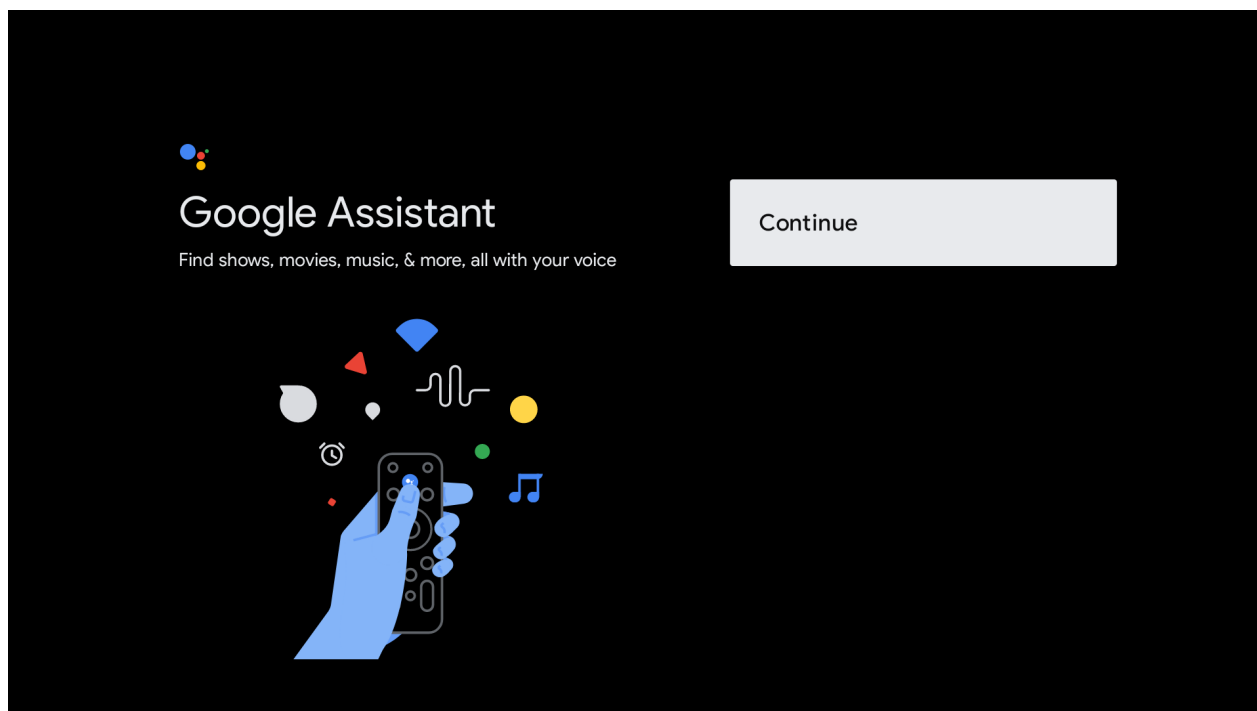 Google Assistant
Find shows, movies, music, & more, all with your voice
Continue